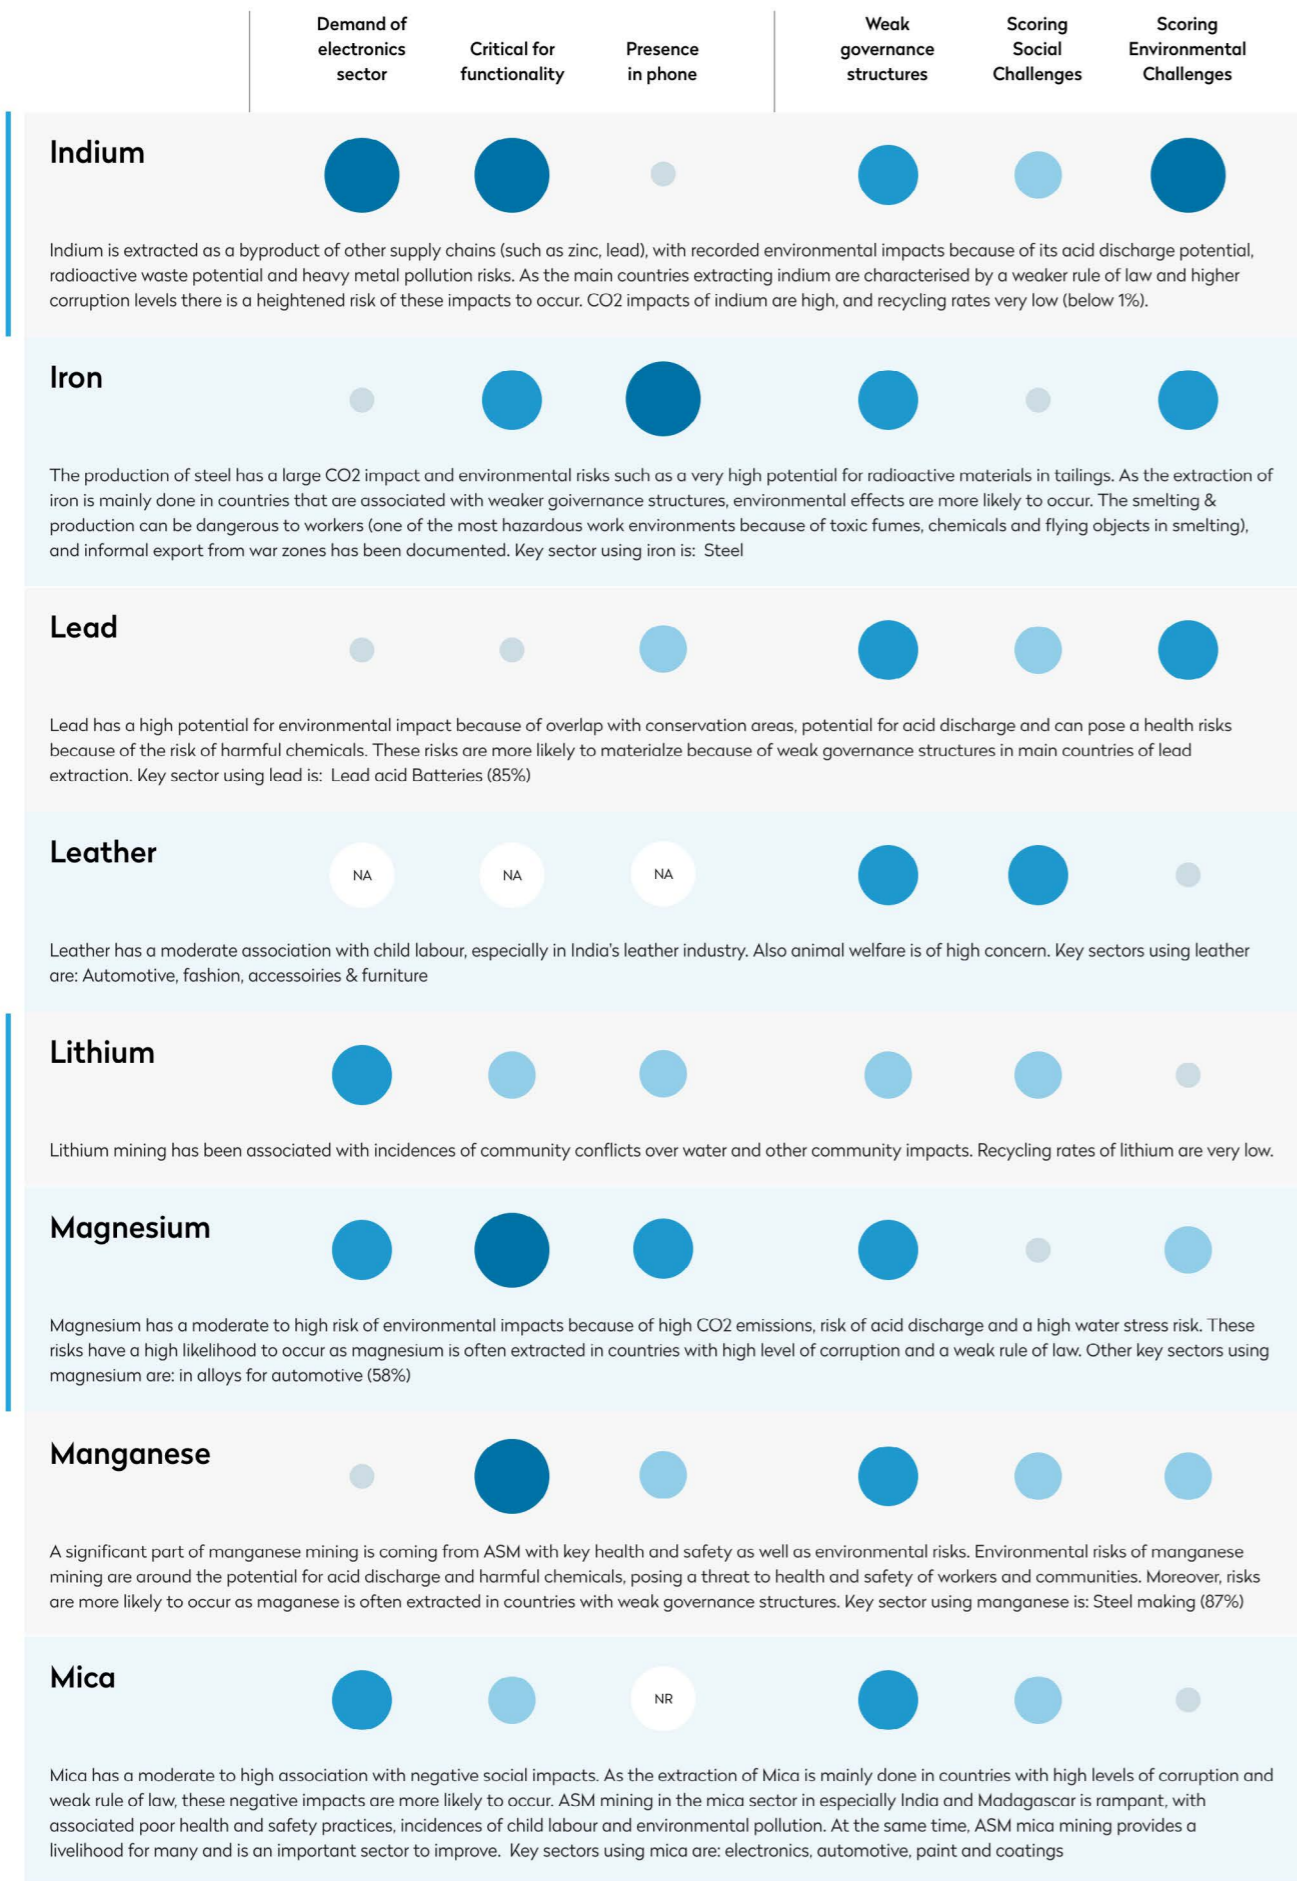 Demand of electronics sector
Critical for functionality
Presence in phone
Weak governance structures
Scoring Social Challenges
Scoring Environmental Challenges
Indium
Indium is extracted as a byproduct of other supply chains (such as zinc, lead), with recorded environmental impacts because of its acid discharge potential,
radioactive waste potential and heavy metal pollution risks. As the main countries extracting indium are characterised by a weaker rule of law and higher
corruption levels there is a heightened risk of these impacts to occur. CO2 impacts of indium are high, and recycling rates very low (below 1%).
Iron
The production of steel has a large CO2 impact and environmental risks such as a very high potential for radioactive materials in tailings. As the extraction of
iron is mainly done in countries that are associated with weaker goivernance structures, environmental effects are more likely to occur. The smelting &
production can be dangerous to workers (one of the most hazardous work environments because of toxic fumes, chemicals and flying objects in smelting),
and informal export from war zones has been documented. Key sector using iron is: Steel
Lead
Lead has a high potential for environmental impact because of overlap with conservation areas, potential for acid discharge and can pose a health risks
because of the risk of harmful chemicals. These risks are more likely to materialze because of weak governance structures in main countries of lead
extraction. Key sector using lead is: Lead acid Batteries (85%)
Leather
NA NA NA
Leather has a moderate association with child labour, especially in India's leather industry. Also animal welfare is of high concern. Key sectors using leather
are: Automotive, fashion, accessoiries & furniture
Lithium
Lithium mining has been associated with incidences of community conflicts over water and other community impacts. Recycling rates of lithium are very low.
Magnesium
Magnesium has a moderate to high risk of environmental impacts because of high CO2 emissions, risk of acid discharge and a high water stress risk. These
risks have a high likelihood to occur as magnesium is often extracted in countries with high level of corruption and a weak rule of law. Other key sectors using
magnesium are: in alloys for automotive (58%)
Manganese
A significant part of manganese mining is coming from ASM with key health and safety as well as environmental risks. Environmental risks of manganese
mining are around the potential for acid discharge and harmful chemicals, posing a threat to health and safety of workers and communities. Moreover, risks
are more likely to occur as maganese is often extracted in countries with weak governance structures. Key sector using manganese is: Steel making (87%)
Mica
NR
Mica has a moderate to high association with negative social impacts. As the extraction of Mica is mainly done in countries with high levels of corruption and
weak rule of law, these negative impacts are more likely to occur. ASM mining in the mica sector in especially India and Madagascar is rampant, with
associated poor health and safety practices, incidences of child labour and environmental pollution. At the same time, ASM mica mining provides a
livelihood for many and is an important sector to improve. Key sectors using mica are: electronics, automotive, paint and coatings